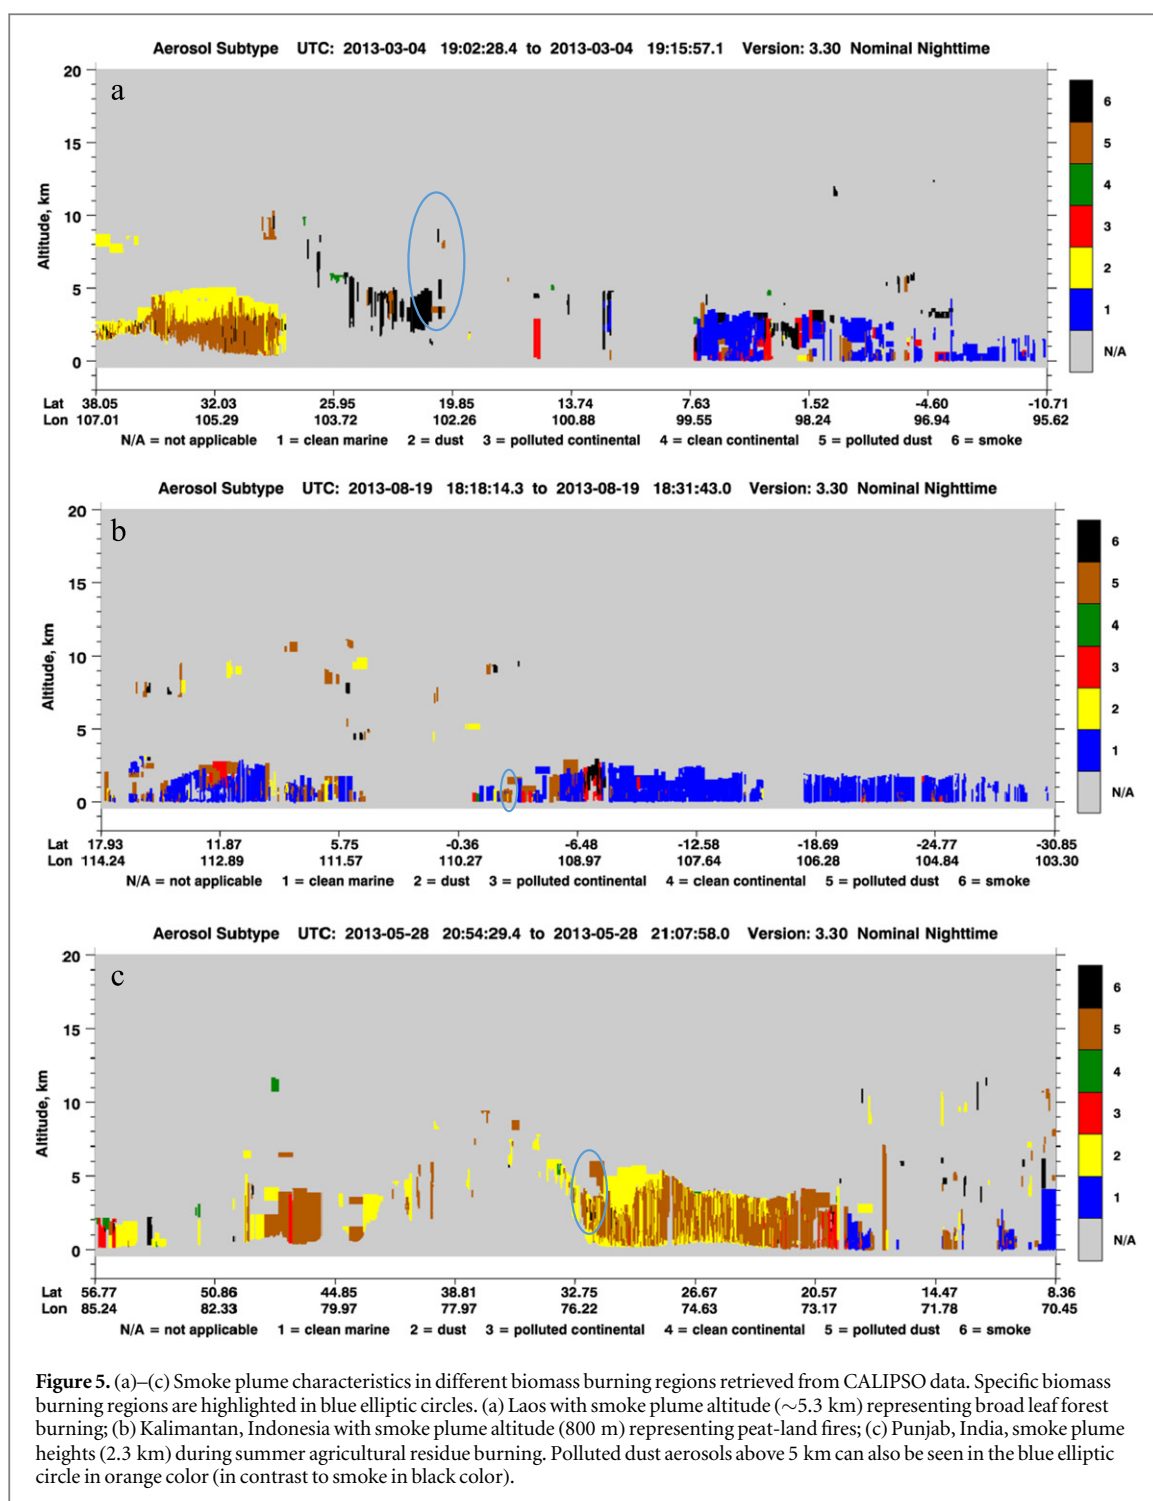 Aerosol Subtype UTC: 2013-03-04 19:02:28.4 to 2013-03-04 19:15:57.1 Version: 3.30 Nominal Nighttime
a
20
15
10
5
0
Altitude, km
6
5
4
3
2
1
N/A
Lat 38.05 32.03 25.95 19.85 13.74 7.63 1.52 -4.60 -10.71
Lon 107.01 105.29 103.72 102.26 100.88 99.55 98.24 96.94 95.62
N/A = not applicable 1 = clean marine 2 = dust 3 = polluted continental 4 = clean continental 5 = polluted dust 6 = smoke
Aerosol Subtype UTC: 2013-08-19 18:18:14.3 to 2013-08-19 18:31:43.0 Version: 3.30 Nominal Nighttime
b
20
15
10
5
0
Altitude, km
6
5
4
3
2
1
N/A
Lat 17.93 11.87 5.75 -0.36 -6.48 -12.58 -18.69 -24.77 -30.85
Lon 114.24 112.89 111.57 110.27 108.97 107.64 106.28 104.84 103.30
N/A = not applicable 1 = clean marine 2 = dust 3 = polluted continental 4 = clean continental 5 = polluted dust 6 = smoke
Aerosol Subtype UTC: 2013-05-28 20:54:29.4 to 2013-05-28 21:07:58.0 Version: 3.30 Nominal Nighttime
c
20
15
10
5
0
Altitude, km
6
5
4
3
2
1
N/A
Lat 56.77 50.86 44.85 38.81 32.75 26.67 20.57 14.47 8.36
Lon 85.24 82.33 79.97 77.97 76.22 74.63 73.17 71.78 70.45
N/A = not applicable 1 = clean marine 2 = dust 3 = polluted continental 4 = clean continental 5 = polluted dust 6 = smoke
Figure 5. (a)–(c) Smoke plume characteristics in different biomass burning regions retrieved from CALIPSO data. Specific biomass
burning regions are highlighted in blue elliptic circles. (a) Laos with smoke plume altitude (∼5.3 km) representing broad leaf forest
burning; (b) Kalimantan, Indonesia with smoke plume altitude (800 m) representing peat-land fires; (c) Punjab, India, smoke plume
heights (2.3 km) during summer agricultural residue burning. Polluted dust aerosols above 5 km can also be seen in the blue elliptic
circle in orange color (in contrast to smoke in black color).